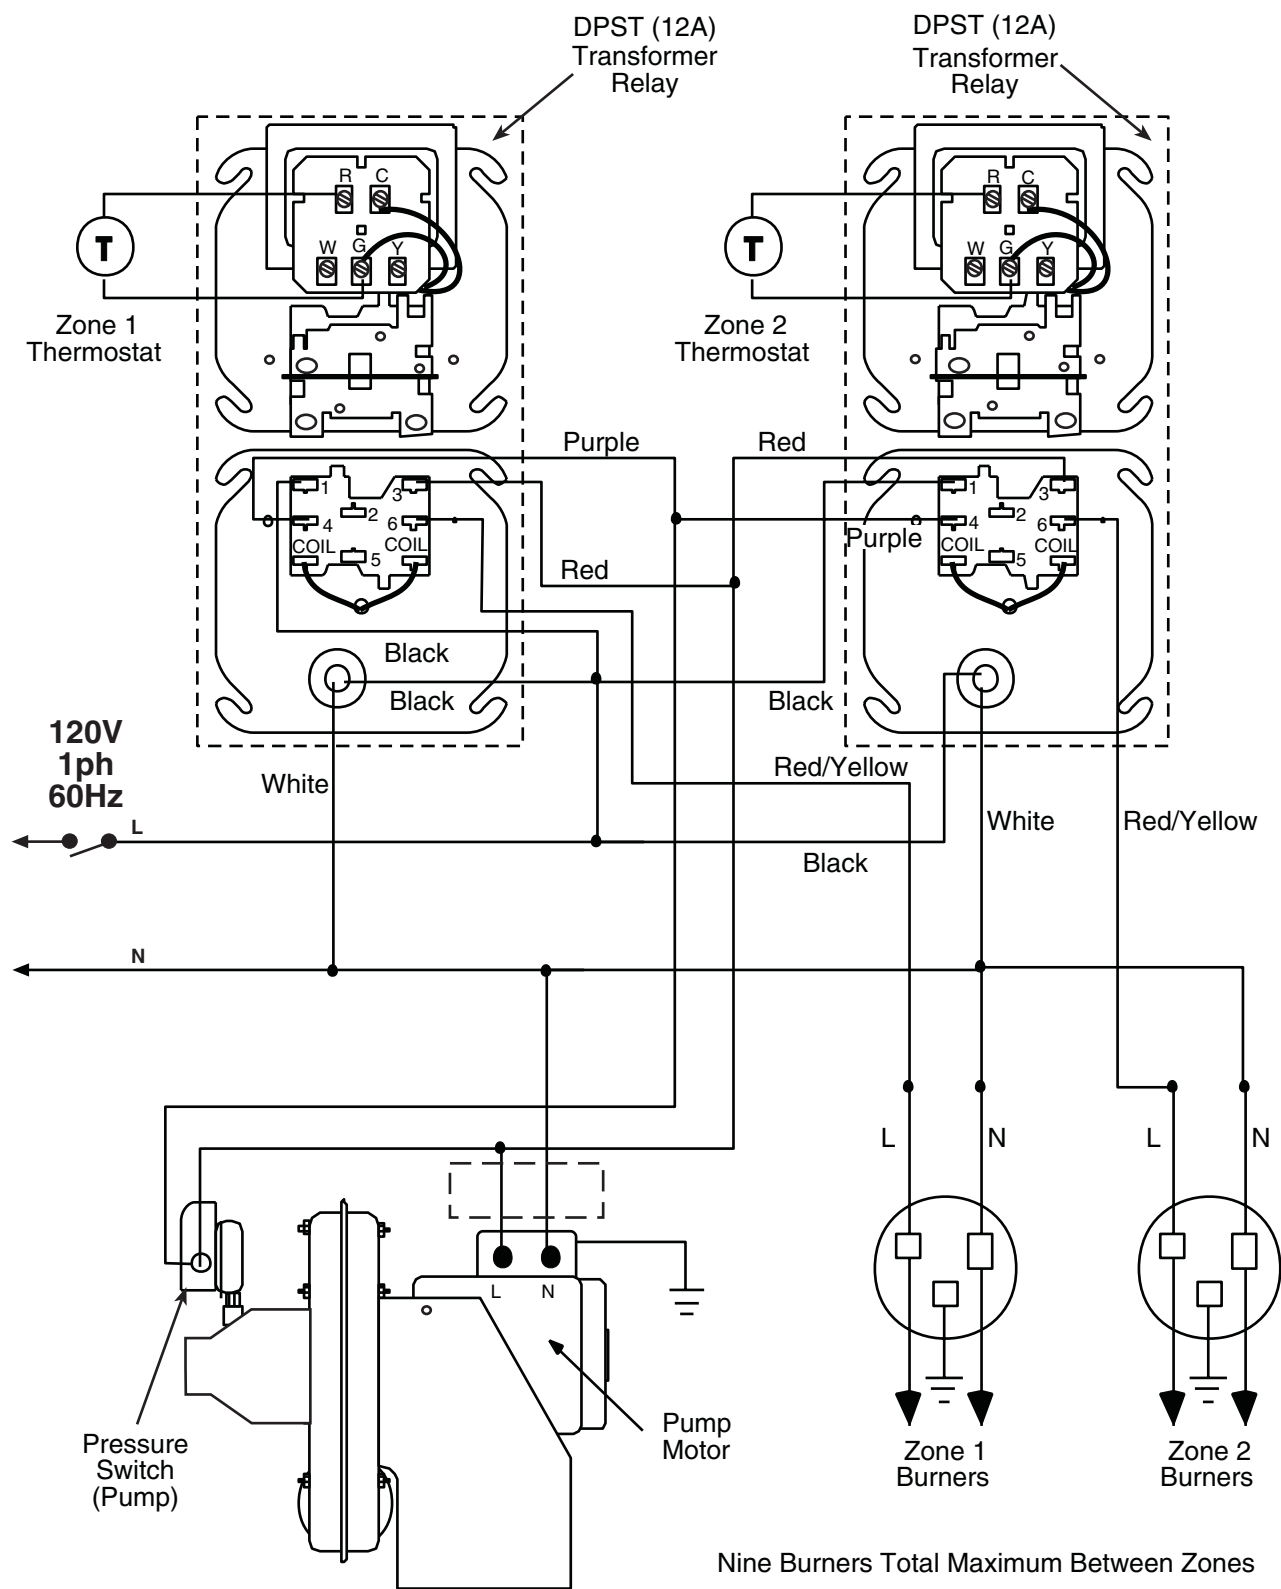 DPST (12A)
Transformer
Relay
DPST (12A)
Transformer
Relay
R C
W G Y
T
Zone 1
Thermostat
R C
W G Y
T
Zone 2
Thermostat
Purple
Red
1
3
2
4
6
COIL
COIL
5
1
3
2
4
6
COIL
COIL
5
Purple
Red
Black
Black
Black
120V
1ph
60Hz
White
Red/Yellow
L
White
Red/Yellow
Black
N
L
N
L
N
L
N
Pressure
Switch
(Pump)
Pump
Motor
Zone 1
Burners
Zone 2
Burners
Nine Burners Total Maximum Between Zones